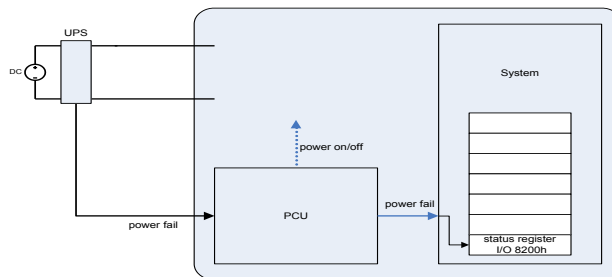 UPS
DC
System
power on/off
PCU
power fail
power fail
status register
I/O 8200h